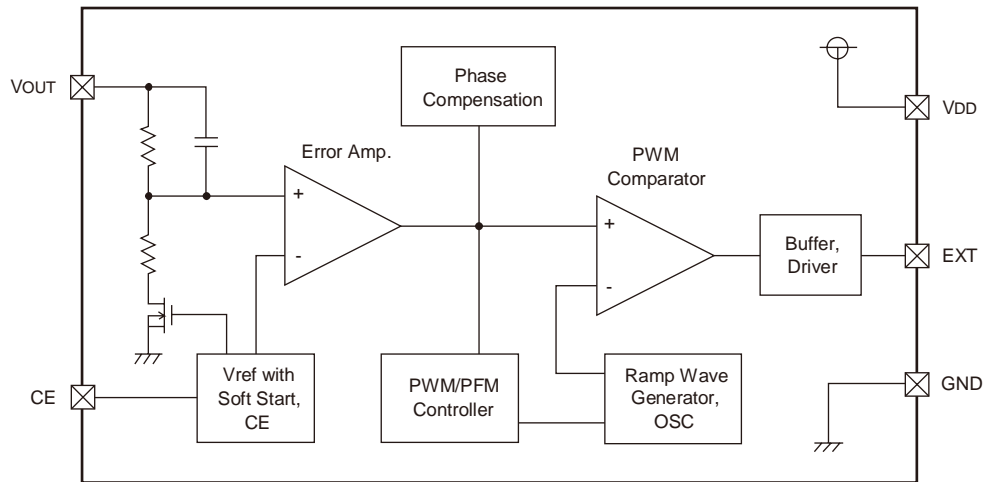 VOUT
Phase
Compensation
VDD
Error Amp.
PWM
Comparator
+
-
+
-
Buffer,
Driver
EXT
CE
Vref with
Soft Start,
CE
PWM/PFM
Controller
Ramp Wave
Generator,
OSC
GND